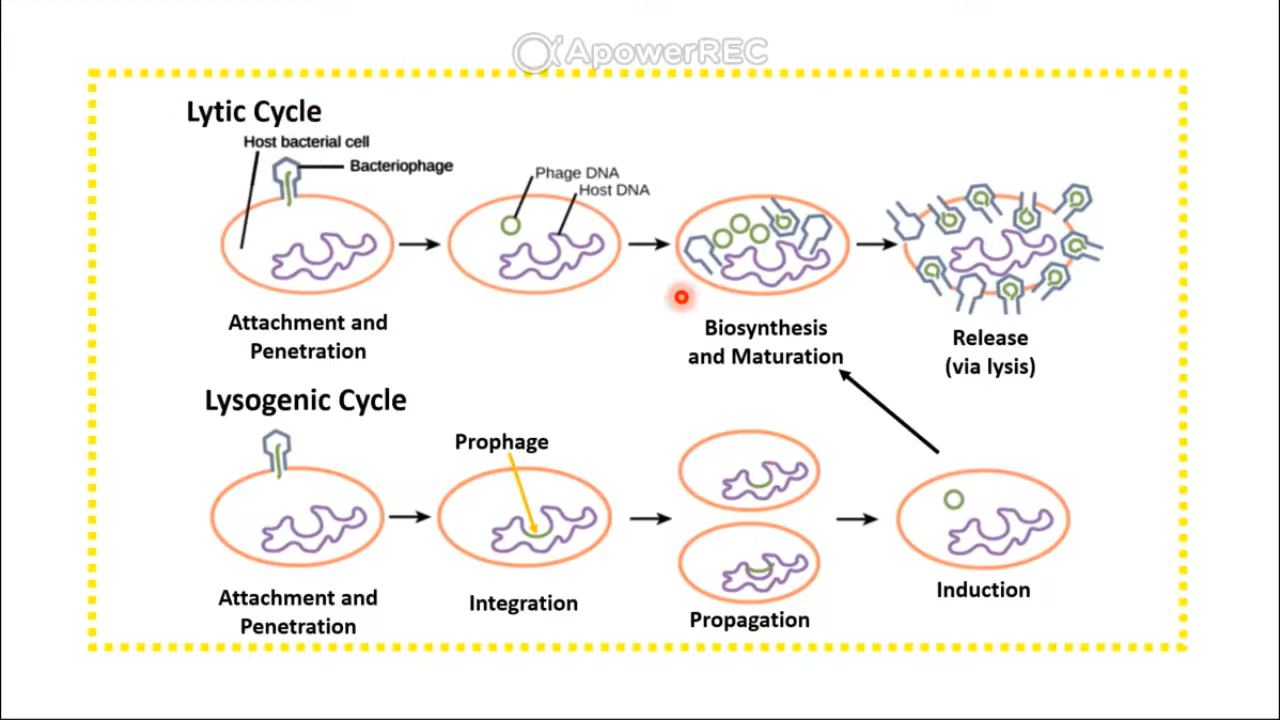 ApowerREC
Lytic Cycle
Host bacterial cell
Bacteriophage
Phage DNA
Host DNA
Attachment and
Penetration
Biosynthesis
and Maturation
Release
(via lysis)
Lysogenic Cycle
Prophage
Attachment and
Penetration
Integration
Propagation
Induction